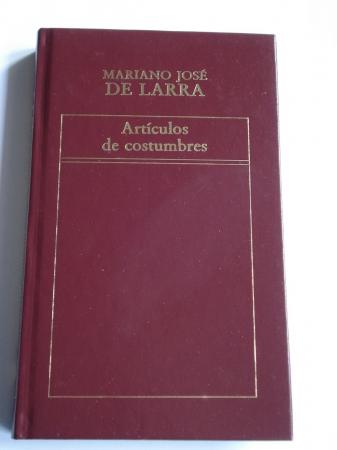 MARIANO JOSÉ
DE LARRA
Artículos
de costumbres